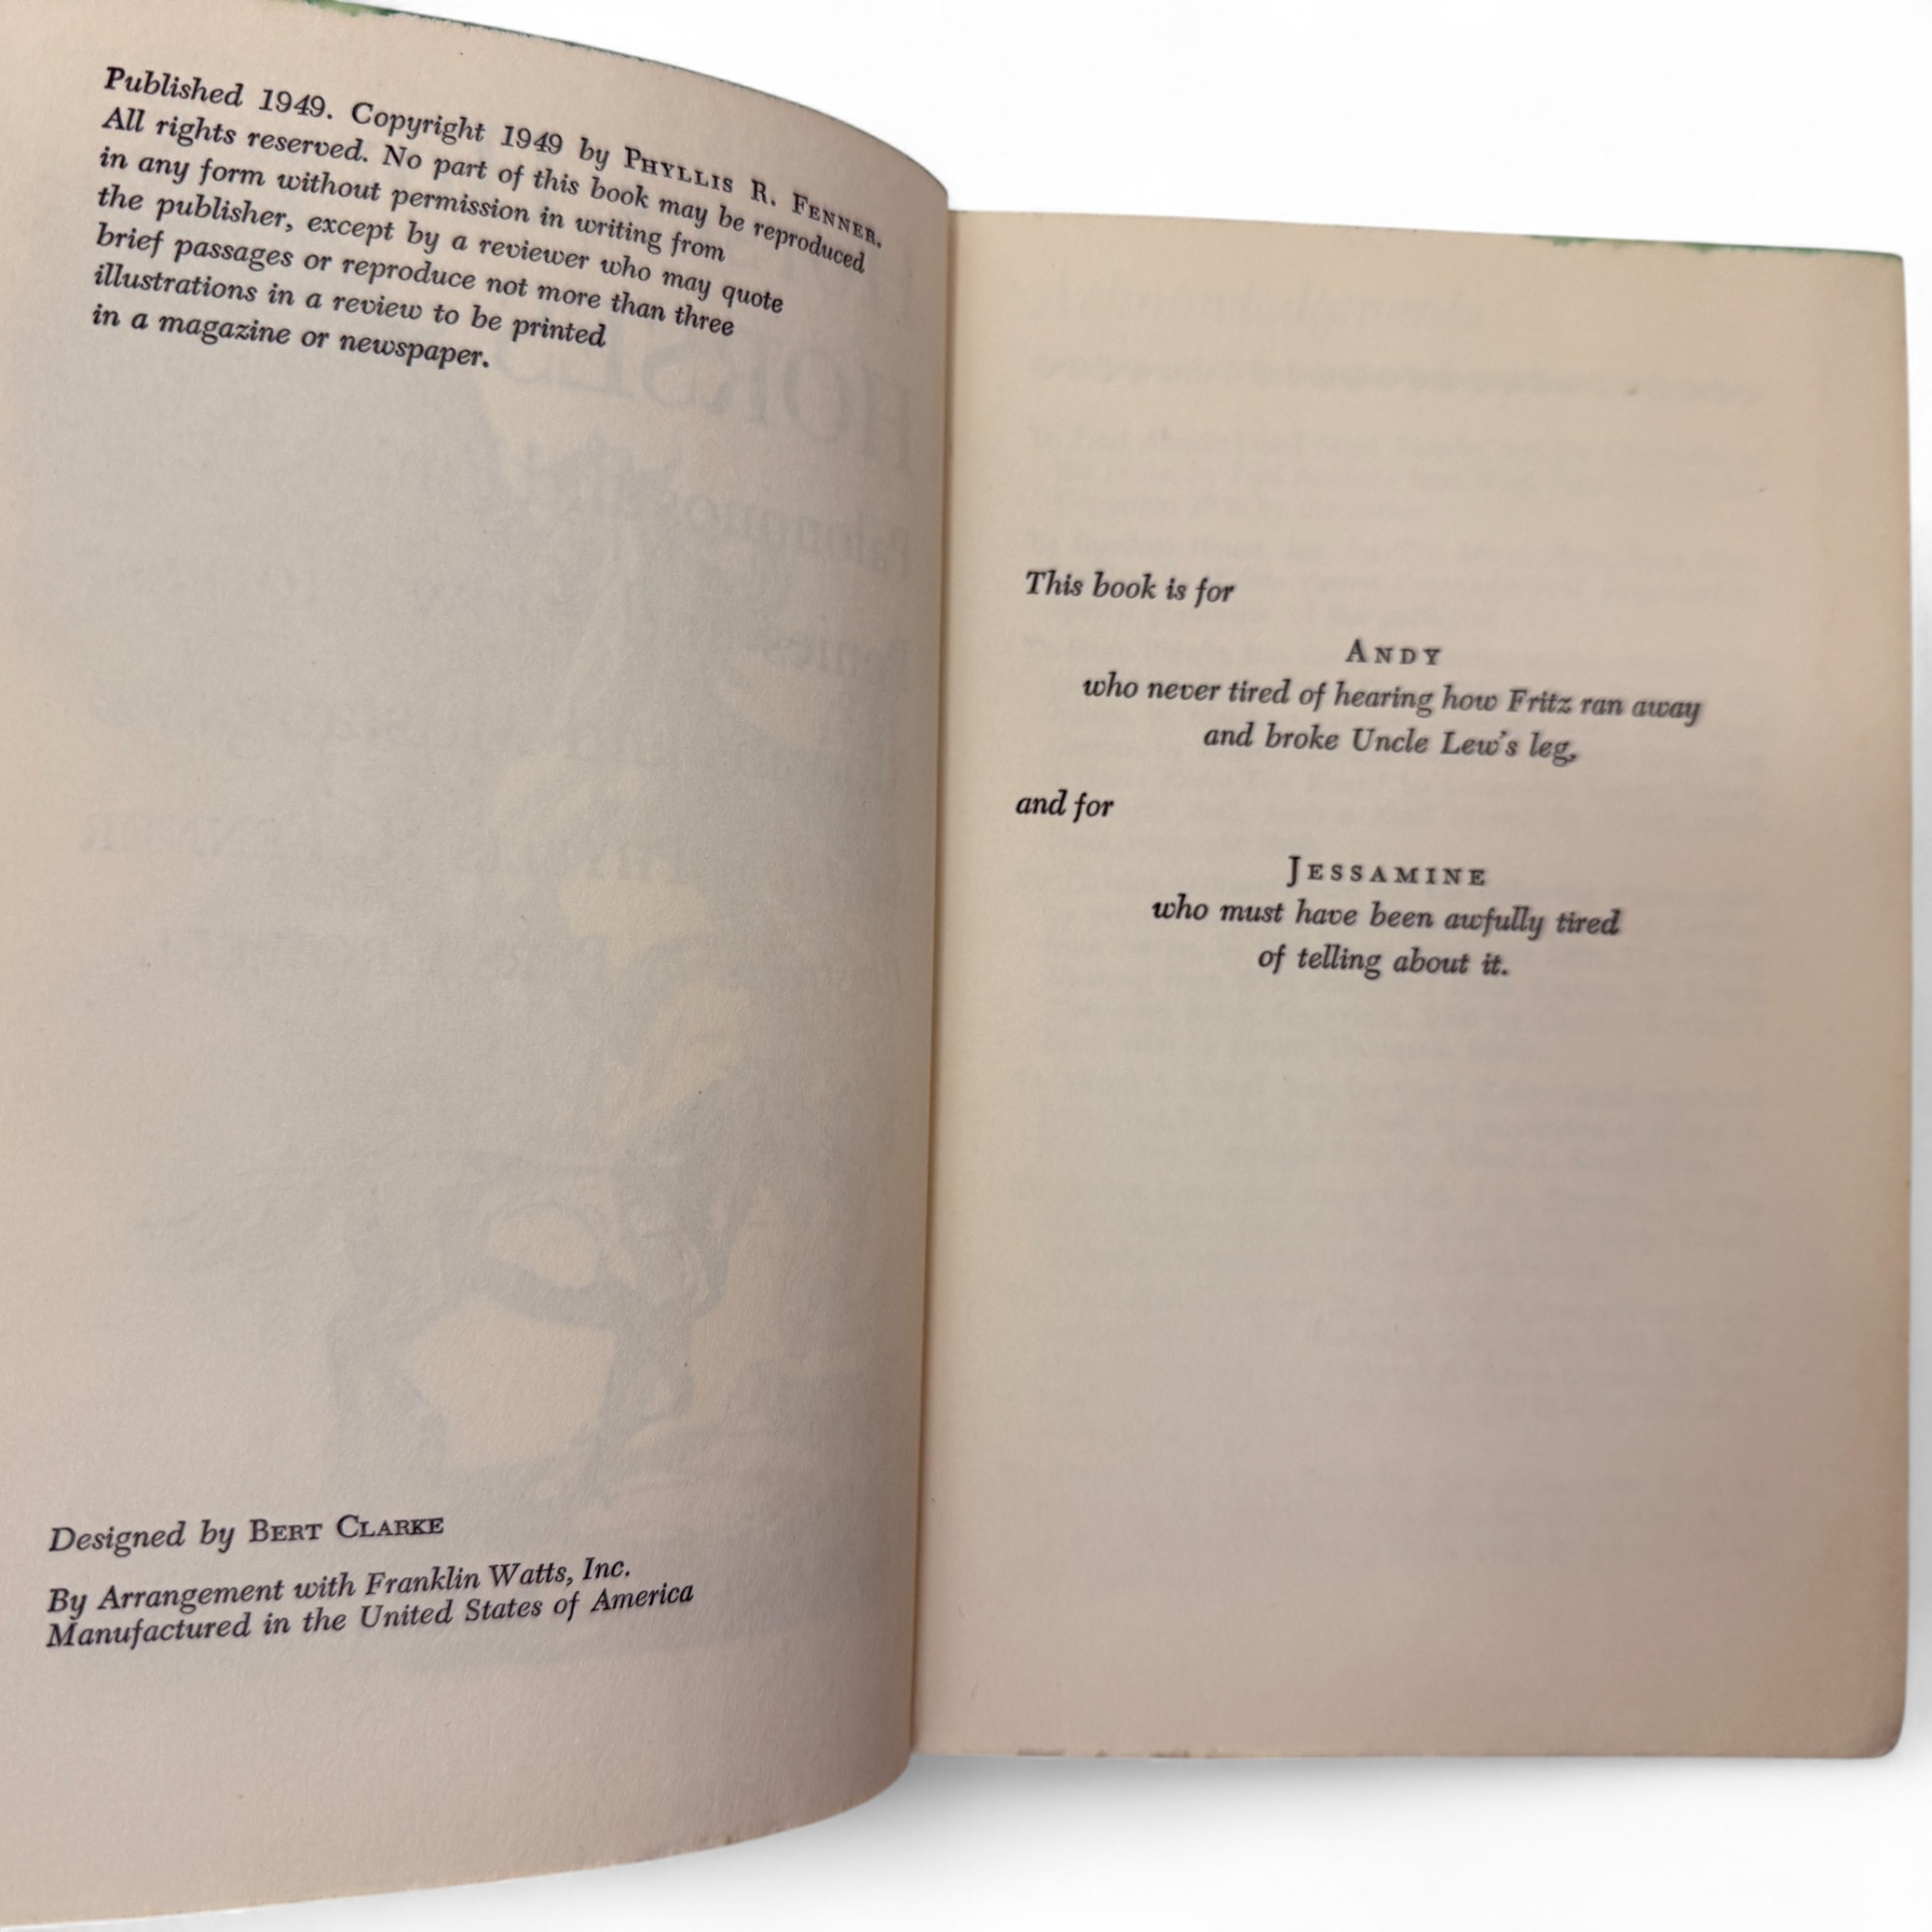 Published 1949. Copyright 1949 by PHYLLIS R. FENNER.
All rights reserved. No part of this book may be reproduced
in any form without permission in writing from
the publisher, except by a reviewer who may quote
brief passages or reproduce not more than three
illustrations in a review to be printed
in a magazine or newspaper.
HORSES
Designed by BERT CLARKE
By Arrangement with Franklin Watts, Inc.
Manufactured in the United States of America
This book is for
ANDY
who never tired of hearing how Fritz ran away
and broke Uncle Lew's leg,
and for
JESSAMINE
who must have been awfully tired
of telling about it.